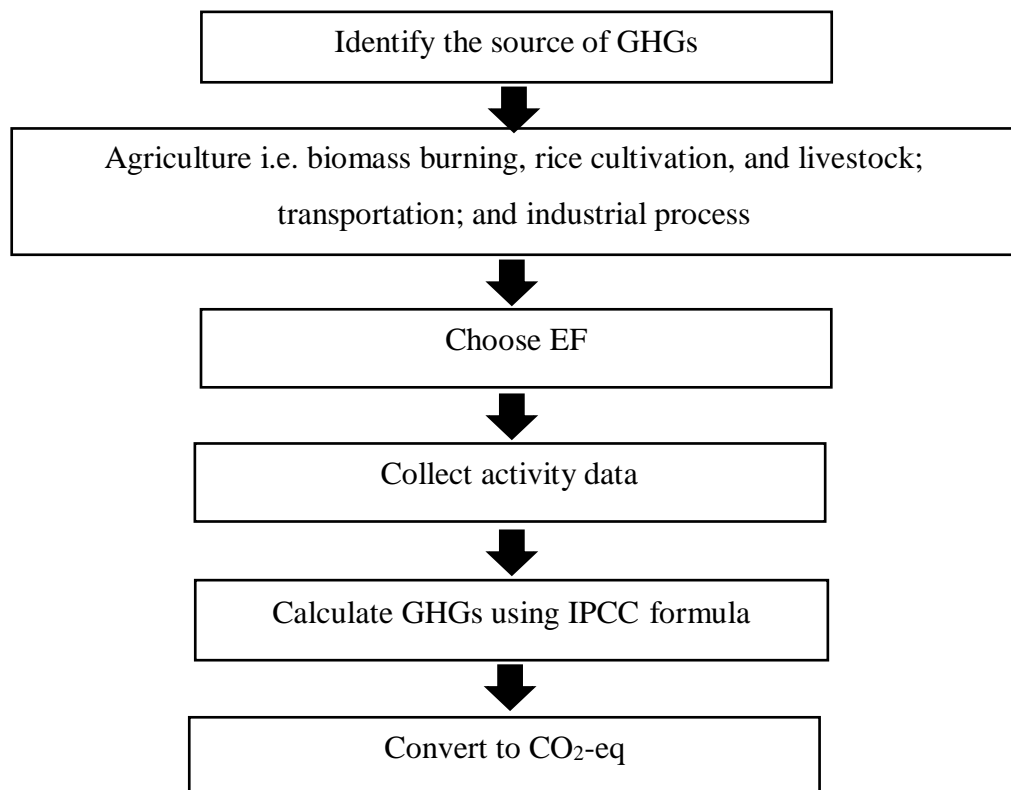 Identify the source of GHGs
Agriculture i.e. biomass burning, rice cultivation, and livestock;
transportation; and industrial process
Choose EF
Collect activity data
Calculate GHGs using IPCC formula
Convert to CO₂-eq